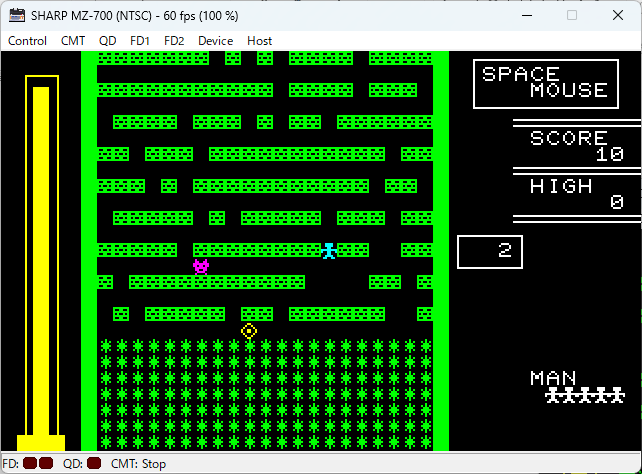 SHARP MZ-700 (NTSC) - 60 fps (100 %)
Control CMT QD FD1 FD2 Device Host
SPACE
MOUSE
SCORE
10
HIGH
0
2
MAN
FD: QD: CMT: Stop